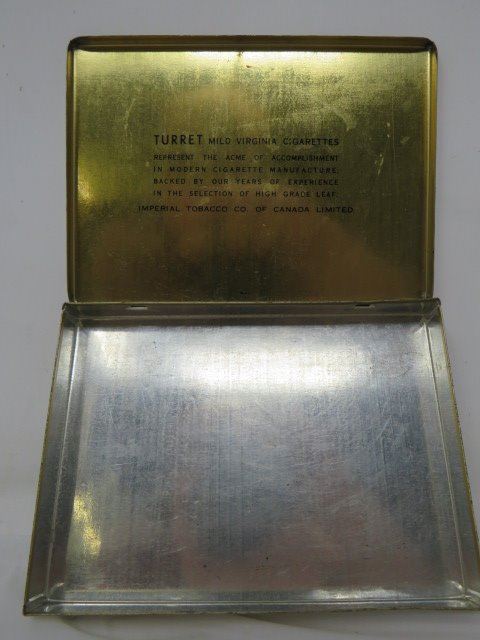 TURRET MILD VIRGINIA CIGARETTES
REPRESENT THE ACME OF ACCOMPLISHMENT
IN MODERN CIGARETTE MANUFACTURE,
BACKED BY OUR YEARS OF EXPERIENCE
IN THE SELECTION OF HIGH GRADE LEAF.
IMPERIAL TOBACCO CO. OF CANADA LIMITED